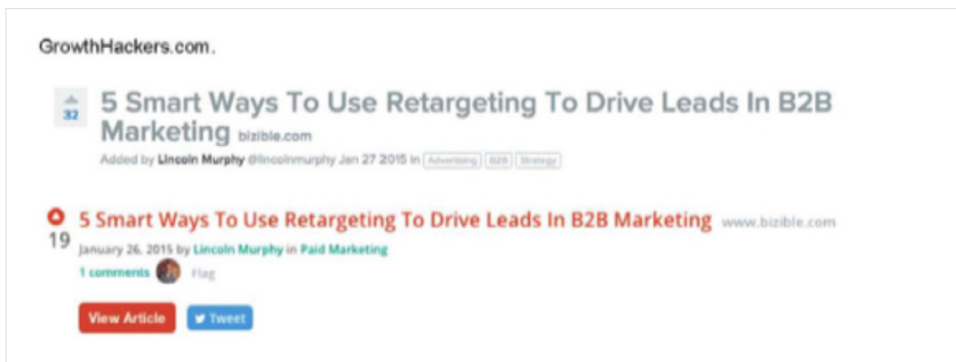 GrowthHackers.com.
5 Smart Ways To Use Retargeting To Drive Leads In B2B
32
Marketing bizible.com
Added by Lincoln Murphy @lincolnmurphy Jan 27 2015 in Advertising B2B Strategy
5 Smart Ways To Use Retargeting To Drive Leads In B2B Marketing www.bizible.com
19
January 26, 2015 by Lincoln Murphy in Paid Marketing
1 comments Flag
View Article Tweet